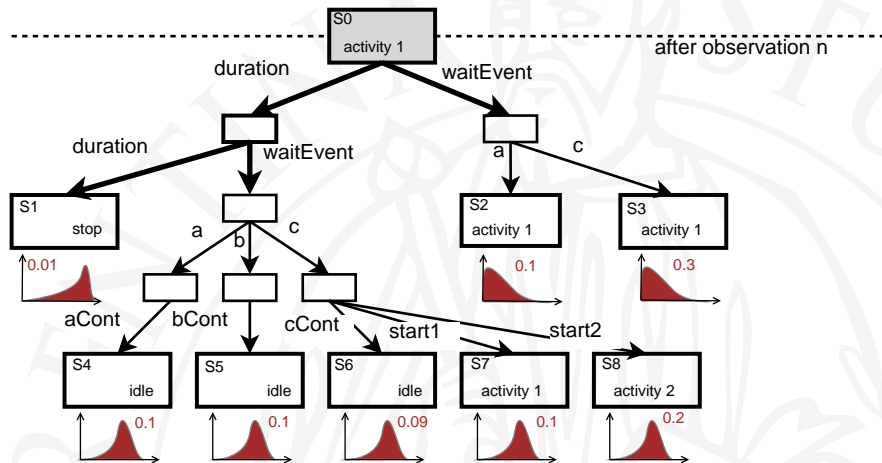 S0
activity 1
after observation n
duration
waitEvent
duration
waitEvent
a
c
S1
stop
S2
activity 1
S3
activity 1
a
b
c
0.01
0.1
0.3
aCont
bCont
cCont
start1
start2
S4
idle
S5
idle
S6
idle
S7
activity 1
S8
activity 2
0.1
0.1
0.09
0.1
0.2